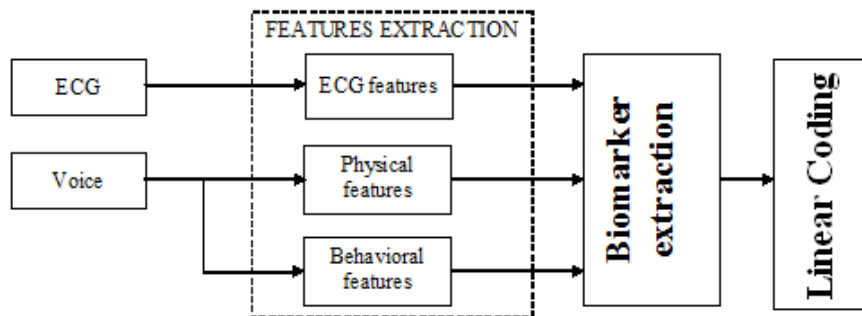 FEATURES EXTRACTION
ECG
ECG features
Voice
Physical
features
Behavioral
features
Biomarker
extraction
Linear Coding